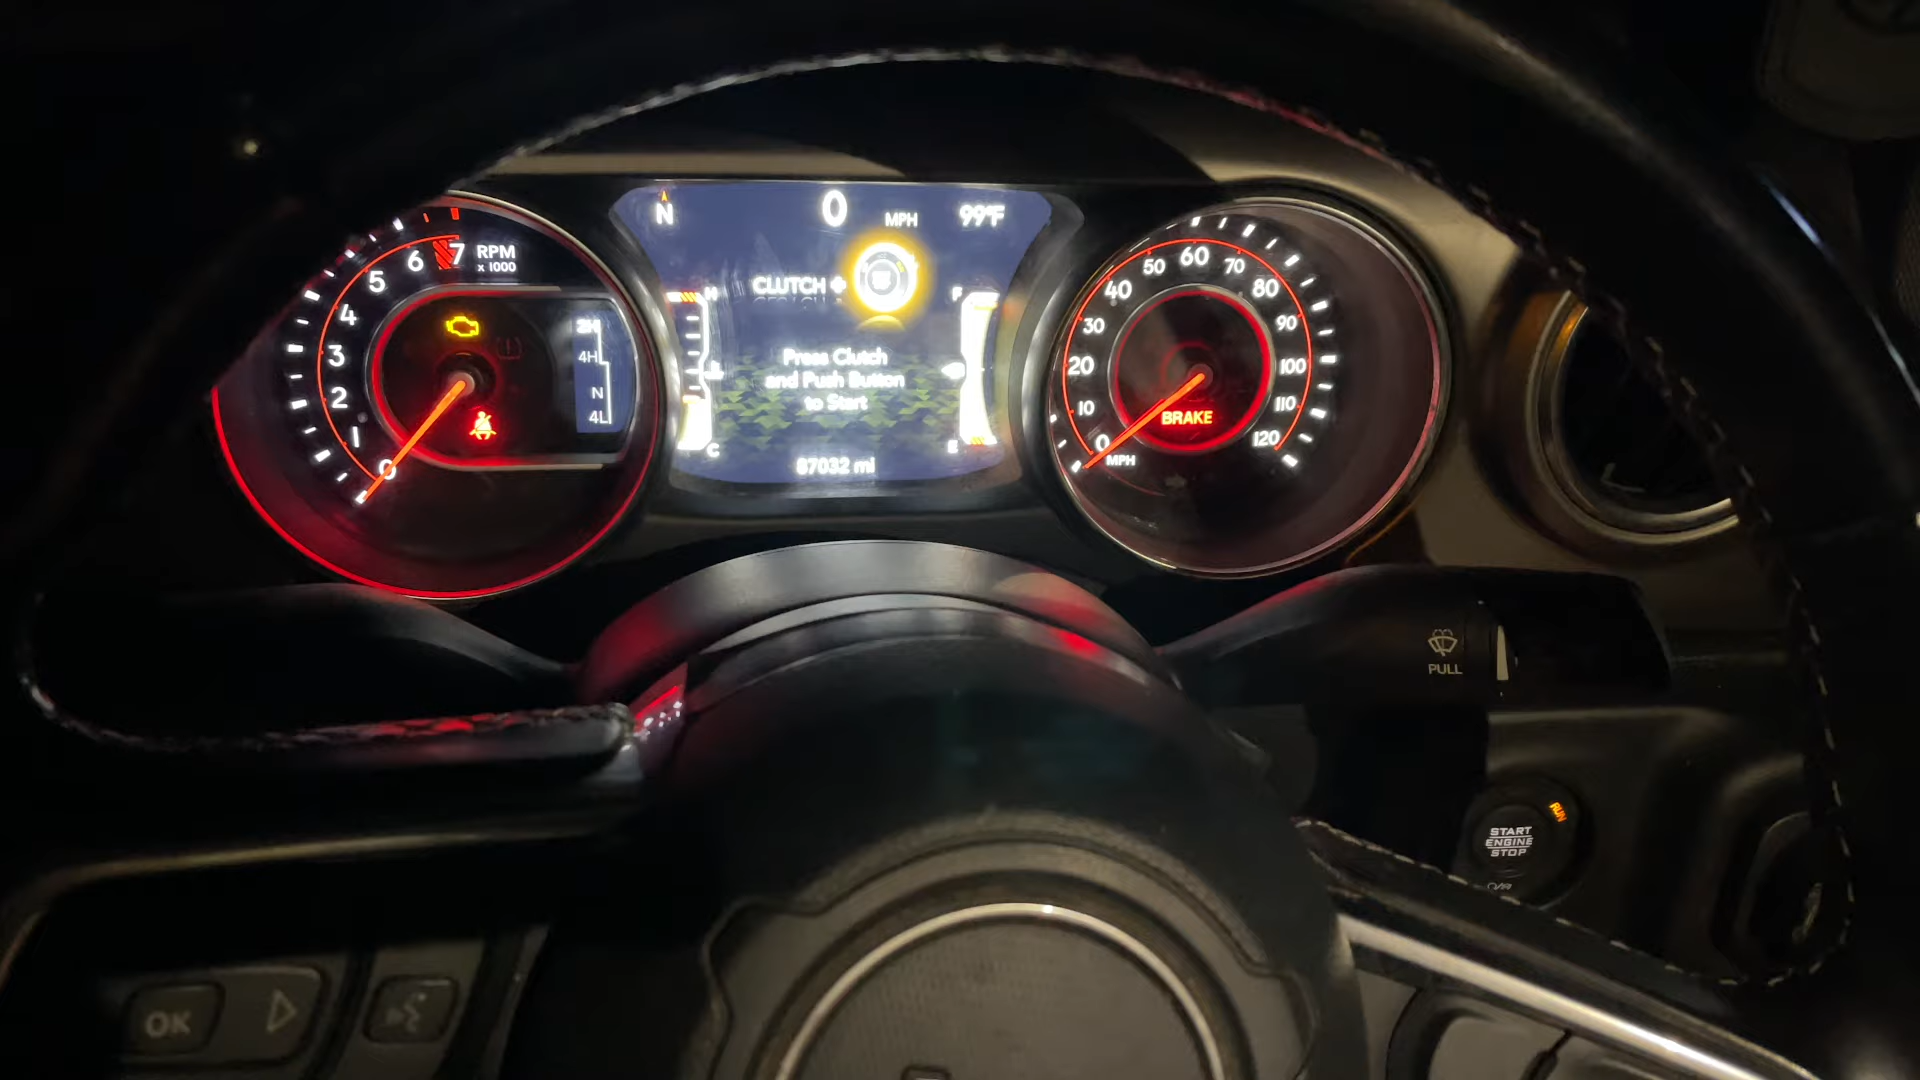 N
0 MPH
99°F
7
6
5
4
3
2
1
0
RPM
x 1000
2H
4H
N
4L
CLUTCH +
H
C
F
E
Press Clutch
and Push Button
to Start
87032 mi
0
10
20
30
40
50
60
70
80
90
100
110
120
MPH
BRAKE
PULL
RUN
START
ENGINE
STOP
OK